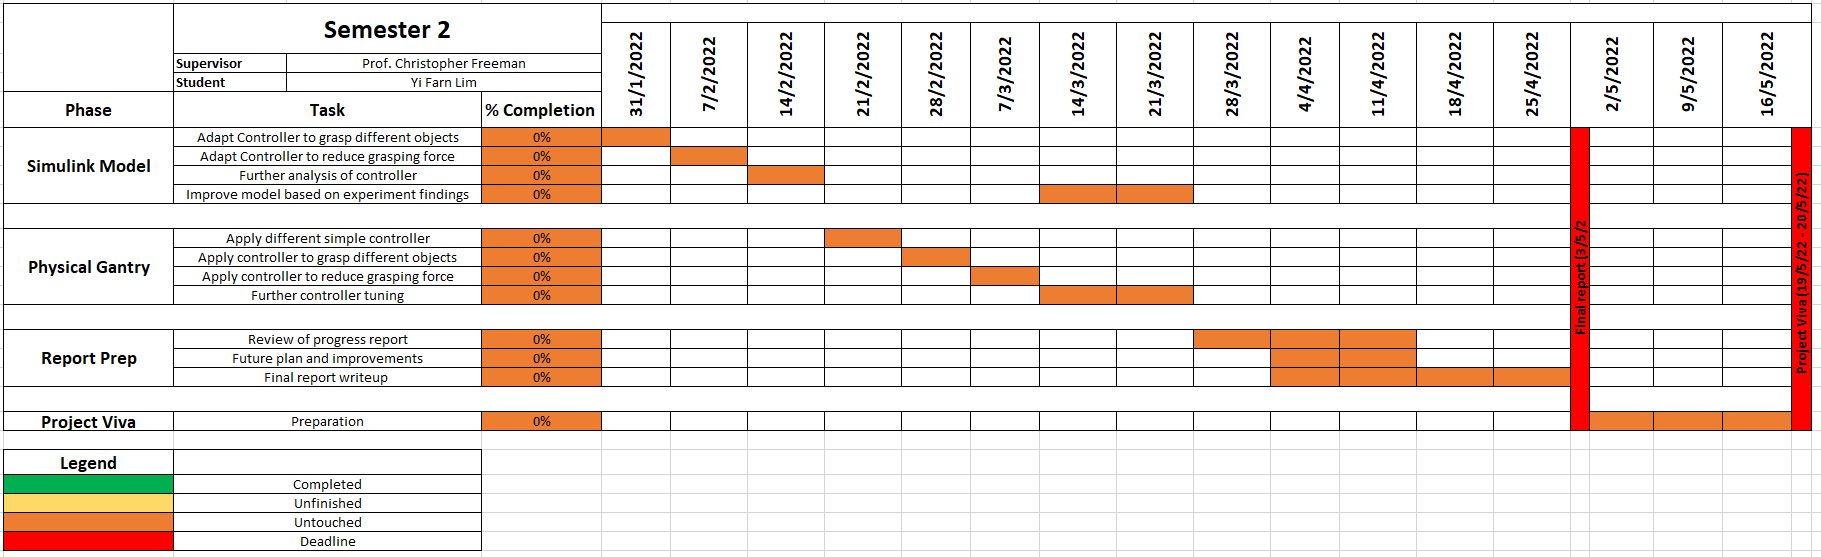 Semester 2
Supervisor Prof. Christopher Freeman
Student Yi Farn Lim
Phase Task % Completion 31/1/2022 7/2/2022 14/2/2022 21/2/2022 28/2/2022 7/3/2022 14/3/2022 21/3/2022 28/3/2022 4/4/2022 11/4/2022 18/4/2022 25/4/2022 2/5/2022 9/5/2022 16/5/2022
Simulink Model
Adapt Controller to grasp different objects 0%
Adapt Controller to reduce grasping force 0%
Further analysis of controller 0%
Improve model based on experiment findings 0%
Physical Gantry
Apply different simple controller 0%
Apply controller to grasp different objects 0%
Apply controller to reduce grasping force 0%
Further controller tuning 0%
Report Prep
Review of progress report 0%
Future plan and improvements 0%
Final report writeup 0%
Project Viva Preparation 0%
Final report (3/5/2
Project Viva (19/5/22 - 20/5/22)
Legend
Completed
Unfinished
Untouched
Deadline